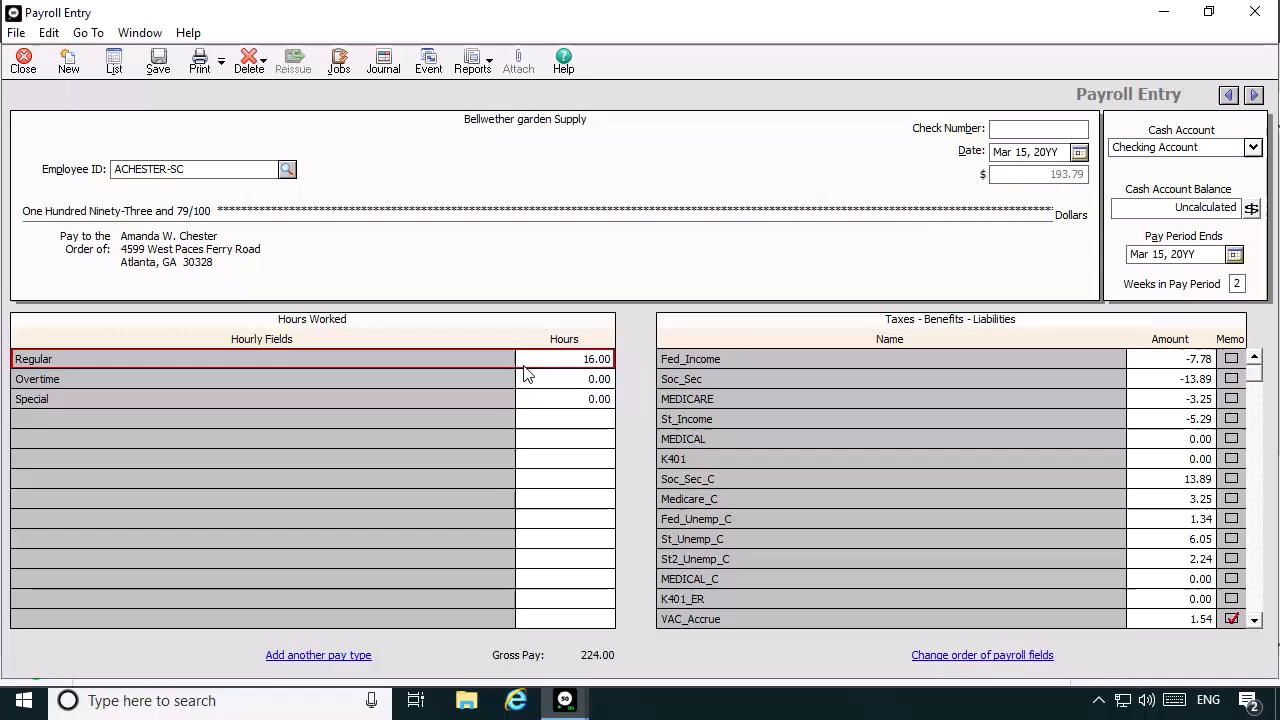 Payroll Entry
File Edit Go To Window Help
Close New List Save Print Delete Reissue Jobs Journal Event Reports Attach Help
Payroll Entry
Bellwether garden Supply
Check Number:
Date: Mar 15, 20YY
Employee ID: ACHESTER-SC
$ 193.79
One Hundred Ninety-Three and 79/100 ****************************** Dollars
Pay to the Order of:
Amanda W. Chester
4599 West Paces Ferry Road
Atlanta, GA 30328
Cash Account
Checking Account
Cash Account Balance
Uncalculated
Pay Period Ends
Mar 15, 20YY
Weeks in Pay Period 2
Hours Worked
Hourly Fields Hours
Regular 16.00
Overtime 0.00
Special 0.00
Add another pay type
Gross Pay: 224.00
Taxes - Benefits - Liabilities
Name Amount Memo
Fed_Income -7.78
Soc_Sec -13.89
MEDICARE -3.25
St_Income -5.29
MEDICAL 0.00
K401 0.00
Soc_Sec_C 13.89
Medicare_C 3.25
Fed_Unemp_C 1.34
St_Unemp_C 6.05
St2_Unemp_C 2.24
MEDICAL_C 0.00
K401_ER 0.00
VAC_Accrue 1.54
Change order of payroll fields
Type here to search
50
ENG
2